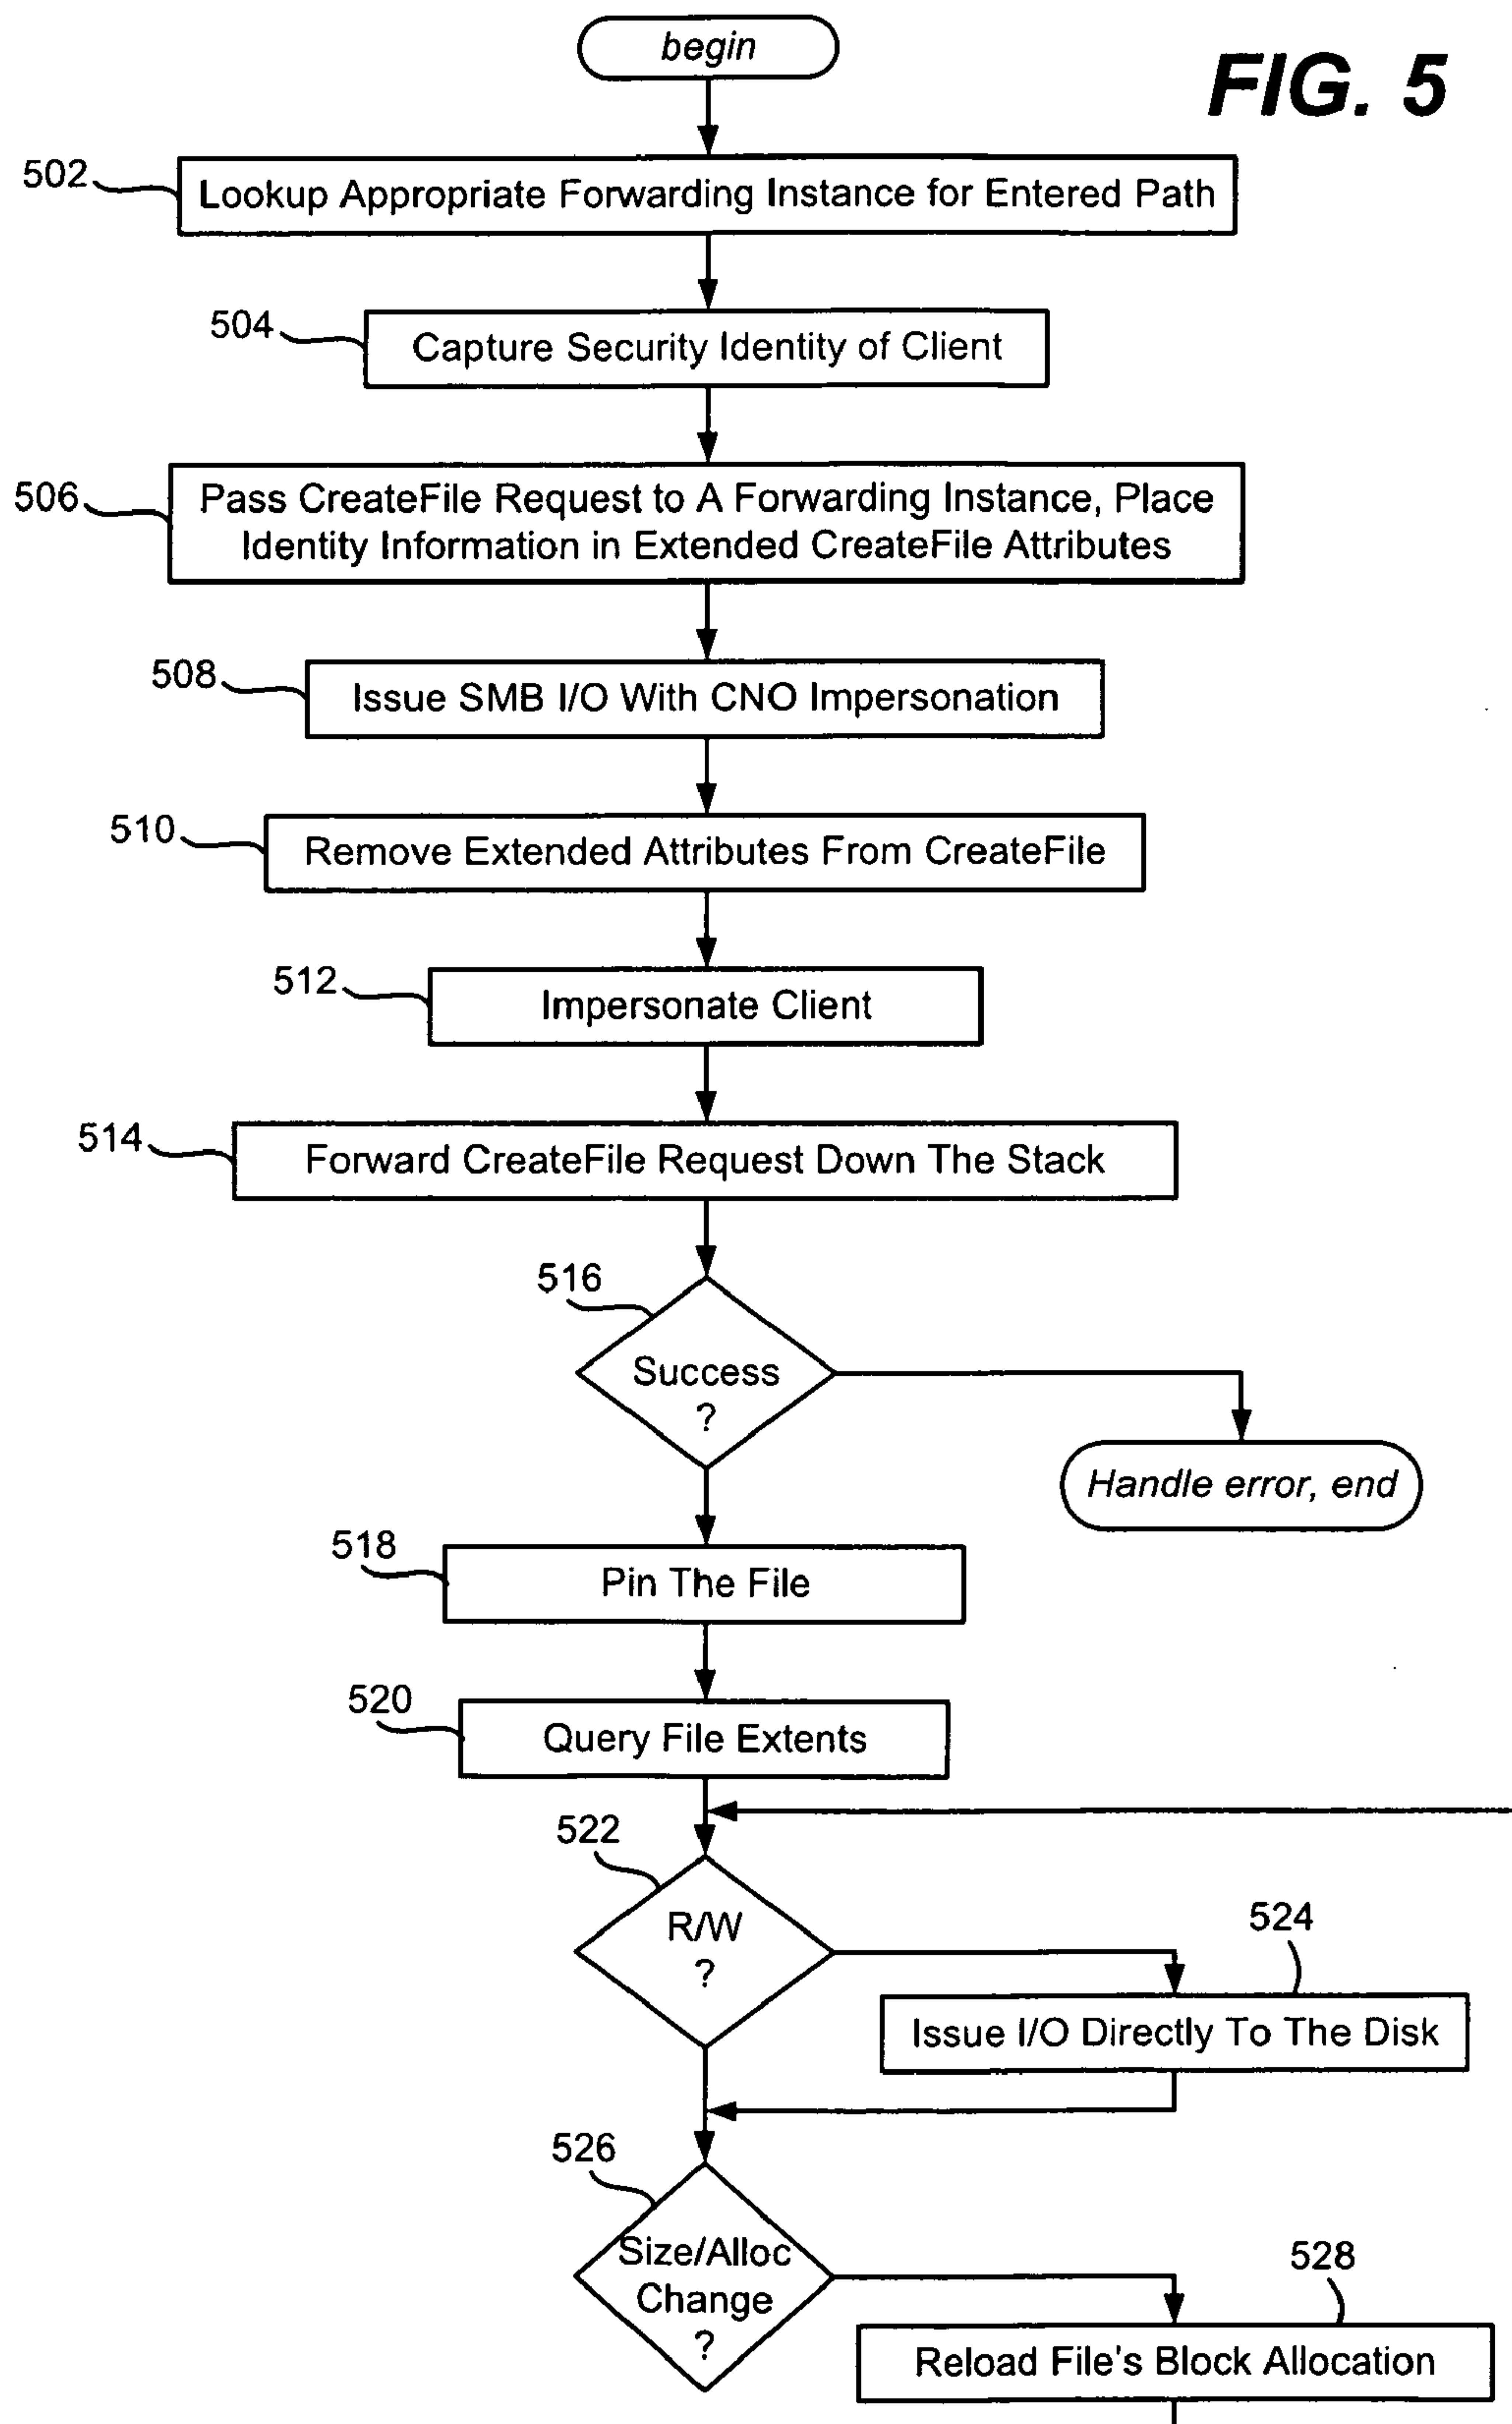 begin
FIG. 5
502
Lookup Appropriate Forwarding Instance for Entered Path
504
Capture Security Identity of Client
506
Pass CreateFile Request to A Forwarding Instance, Place
Identity Information in Extended CreateFile Attributes
508
Issue SMB I/O With CNO Impersonation
510
Remove Extended Attributes From CreateFile
512
Impersonate Client
514
Forward CreateFile Request Down The Stack
516
Success
?
Handle error, end
518
Pin The File
520
Query File Extents
522
R/W
?
524
Issue I/O Directly To The Disk
526
Size/Alloc
Change
?
528
Reload File's Block Allocation